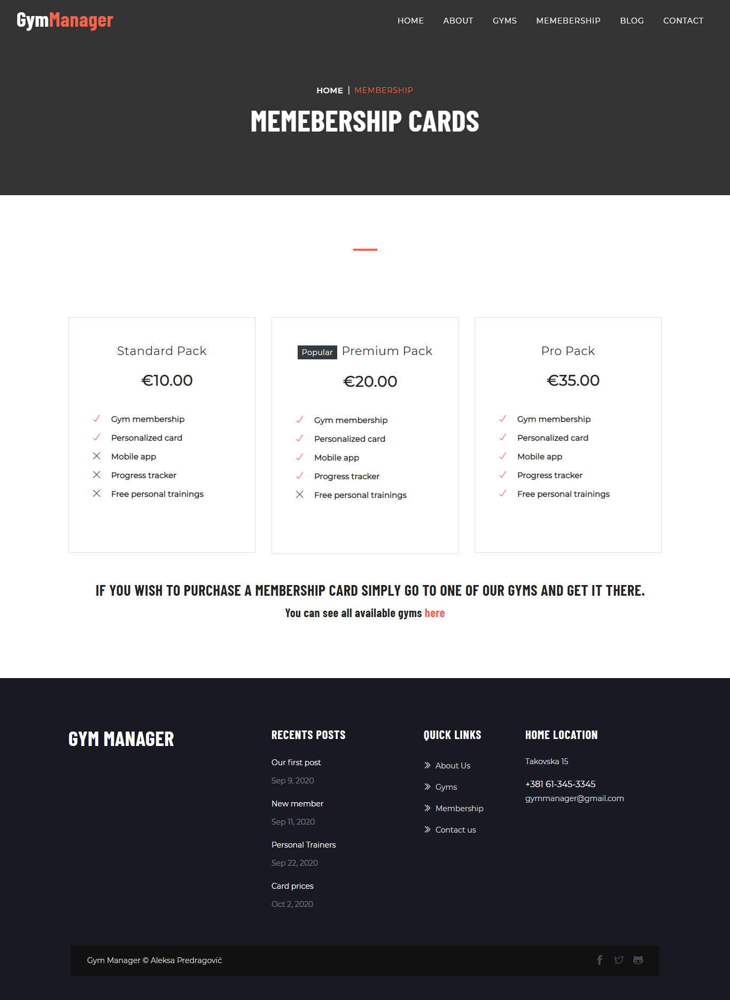 GymManager
HOME ABOUT GYMS MEMEBERSHIP BLOG CONTACT
HOME | MEMBERSHIP
MEMEBERSHIP CARDS
Standard Pack
€10.00
Gym membership
Personalized card
Mobile app
Progress tracker
Free personal trainings
Popular Premium Pack
€20.00
Gym membership
Personalized card
Mobile app
Progress tracker
Free personal trainings
Pro Pack
€35.00
Gym membership
Personalized card
Mobile app
Progress tracker
Free personal trainings
IF YOU WISH TO PURCHASE A MEMBERSHIP CARD SIMPLY GO TO ONE OF OUR GYMS AND GET IT THERE.
You can see all available gyms here
GYM MANAGER
RECENTS POSTS
Our first post
Sep 9, 2020
New member
Sep 11, 2020
Personal Trainers
Sep 22, 2020
Card prices
Oct 2, 2020
QUICK LINKS
About Us
Gyms
Membership
Contact us
HOME LOCATION
Takovska 15
+381 61-345-3345
gymmanager@gmail.com
Gym Manager © Aleksa Predragović